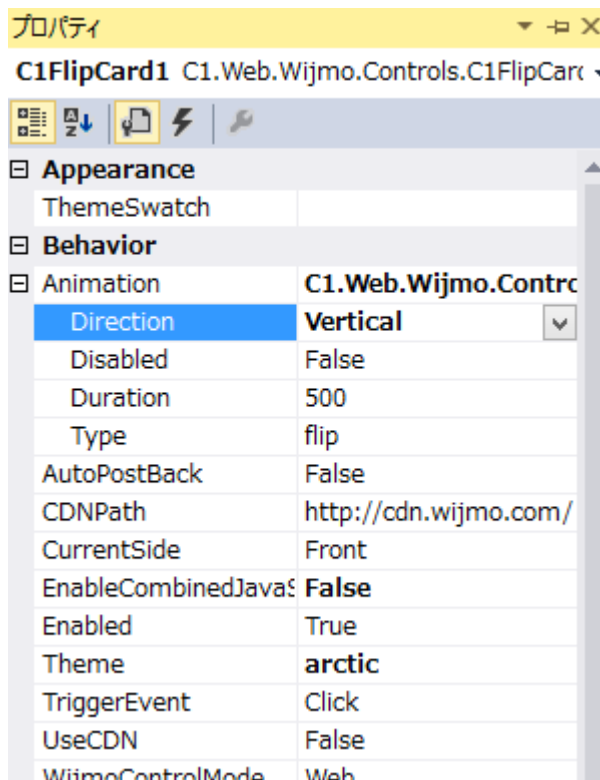 プロパティ
C1FlipCard1 C1.Web.Wijmo.Controls.C1FlipCar
Appearance
ThemeSwatch
Behavior
Animation C1.Web.Wijmo.Contro
Direction Vertical
Disabled False
Duration 500
Type flip
AutoPostBack False
CDNPath http://cdn.wijmo.com/
CurrentSide Front
EnableCombinedJavaS False
Enabled True
Theme arctic
TriggerEvent Click
UseCDN False
WijmoControlMode Web